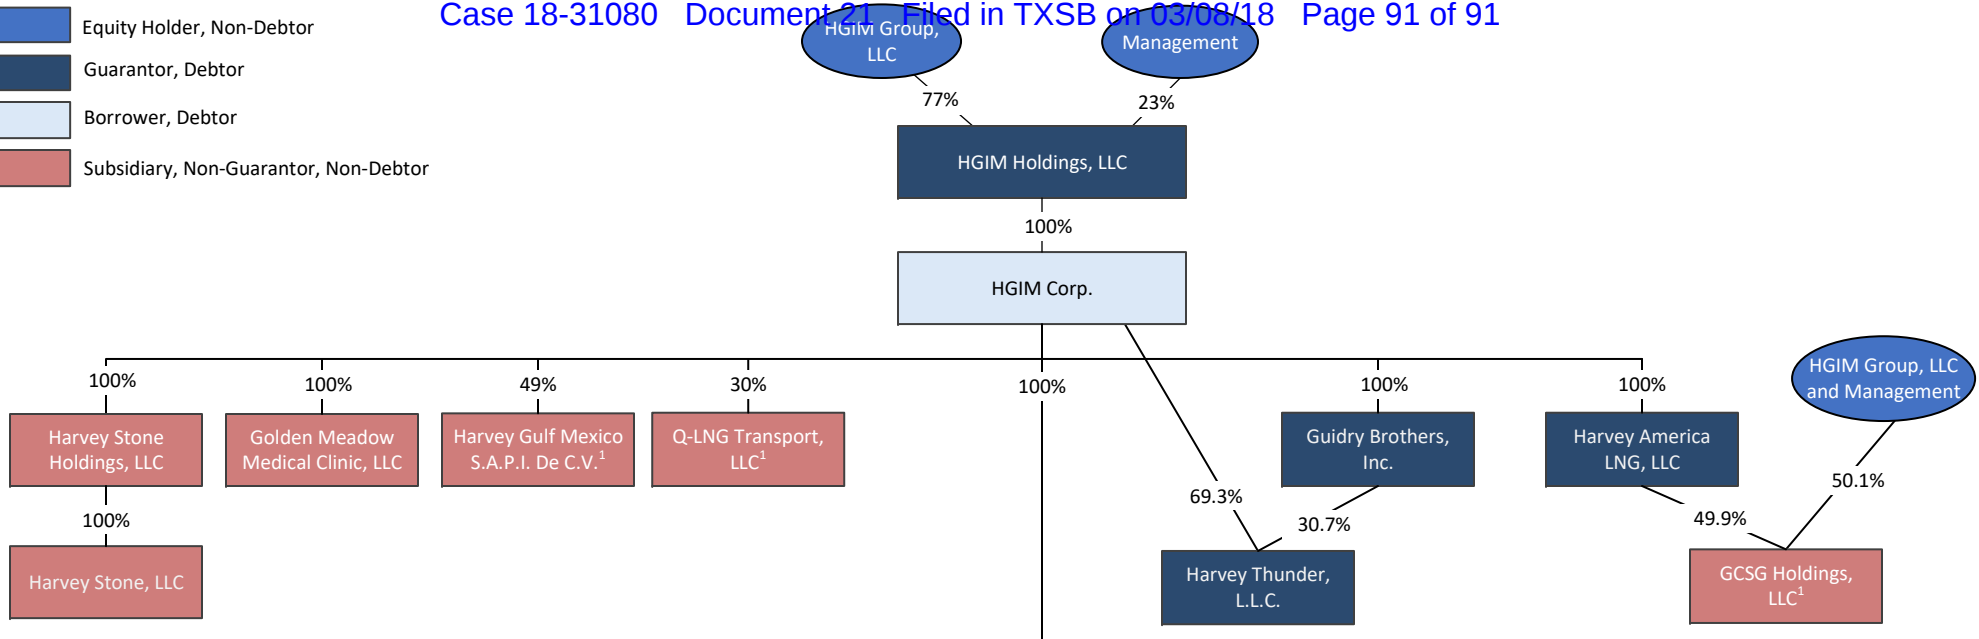 Case 18-31080 Document 21 Filed in TXSB on 03/08/18 Page 91 of 91
Equity Holder, Non-Debtor
Guarantor, Debtor
Borrower, Debtor
Subsidiary, Non-Guarantor, Non-Debtor
HGIM Group,
LLC
Management
77%
23%
HGIM Holdings, LLC
100%
HGIM Corp.
100%
100%
49%
30%
100%
100%
100%
HGIM Group, LLC
and Management
Harvey Stone
Holdings, LLC
Golden Meadow
Medical Clinic, LLC
Harvey Gulf Mexico
S.A.P.I. De C.V.1
Q-LNG Transport,
LLC1
Guidry Brothers,
Inc.
Harvey America
LNG, LLC
100%
69.3%
30.7%
49.9%
50.1%
Harvey Stone, LLC
Harvey Thunder,
L.L.C.
GCSG Holdings,
LLC1